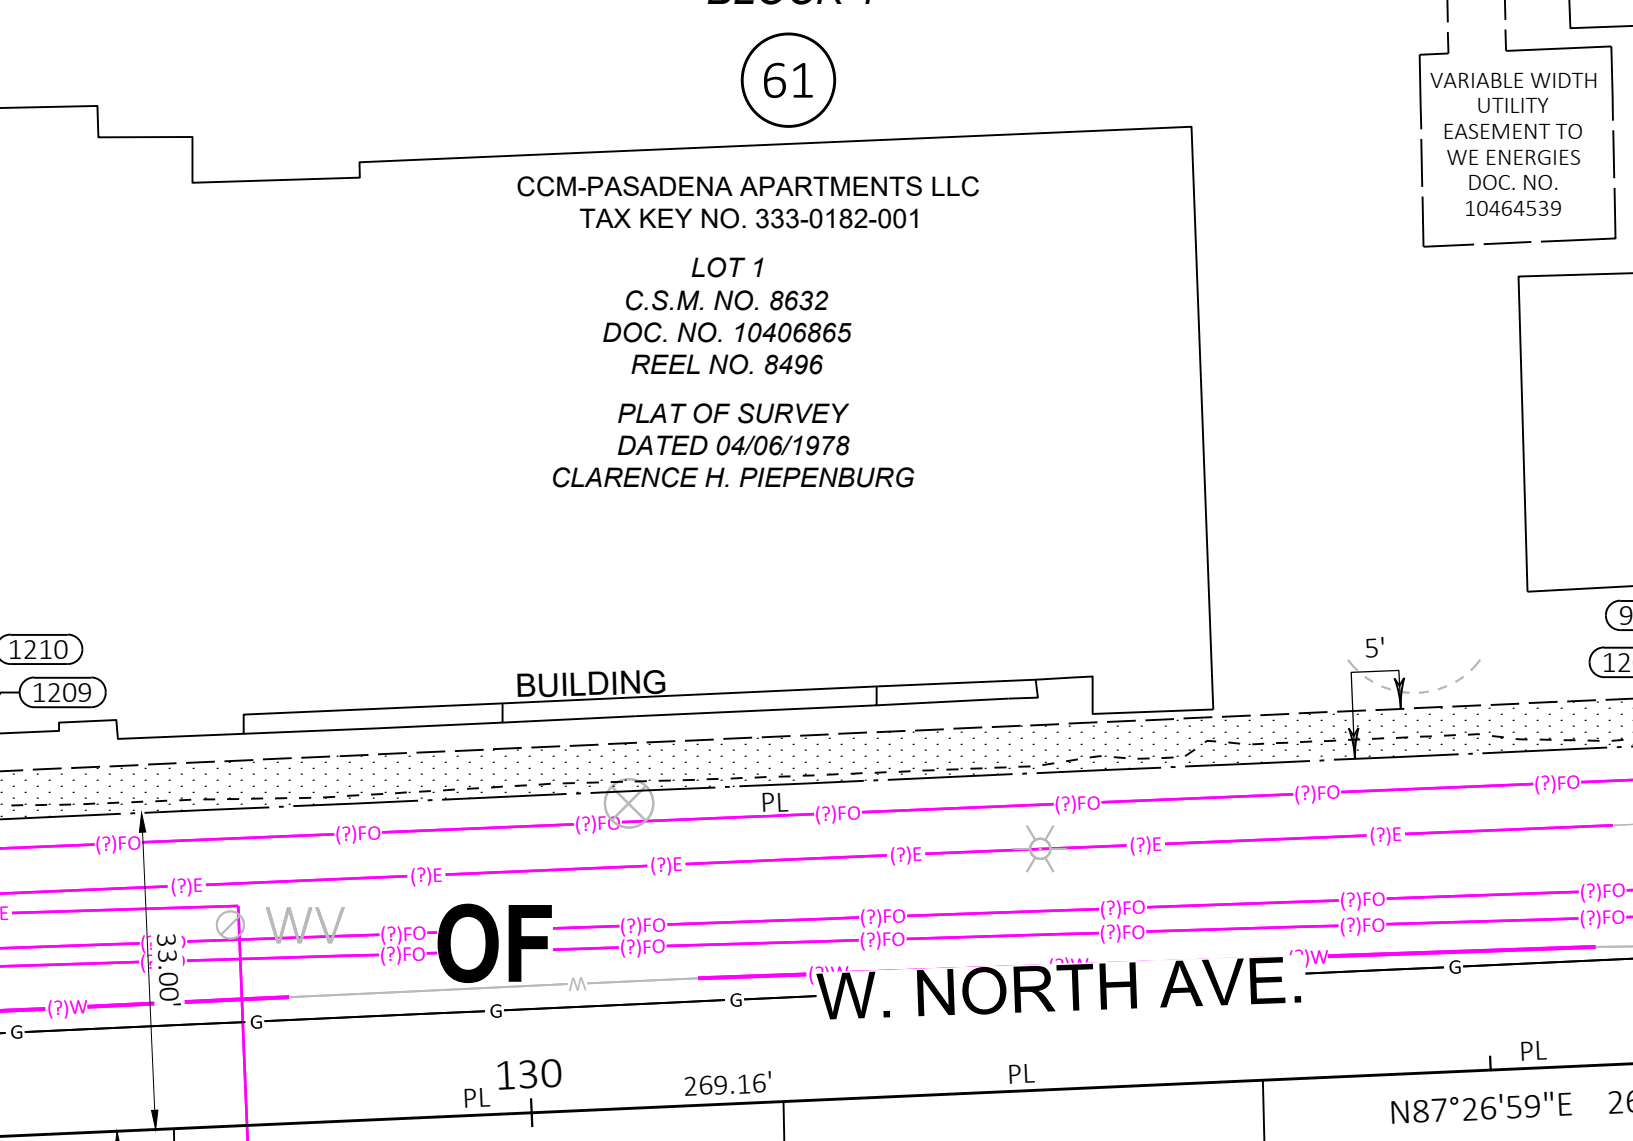 61
VARIABLE WIDTH
UTILITY
EASEMENT TO
WE ENERGIES
DOC. NO.
10464539
CCM-PASADENA APARTMENTS LLC
TAX KEY NO. 333-0182-001
LOT 1
C.S.M. NO. 8632
DOC. NO. 10406865
REEL NO. 8496
PLAT OF SURVEY
DATED 04/06/1978
CLARENCE H. PIEPENBURG
1210
1209
5'
9
12
BUILDING
PL
(?)FO (?)FO (?)FO (?)FO (?)FO (?)FO (?)FO
(?)E (?)E (?)E (?)E (?)E (?)E
E
WV
OF
(?)FO (?)FO (?)FO (?)FO (?)FO (?)FO
(?)FO (?)FO (?)FO (?)FO (?)FO (?)FO
33.00'
(?)W W (?)W (?)W (?)W
W. NORTH AVE.
G G G G G
PL
130
269.16'
PL
PL
N87°26'59"E 26